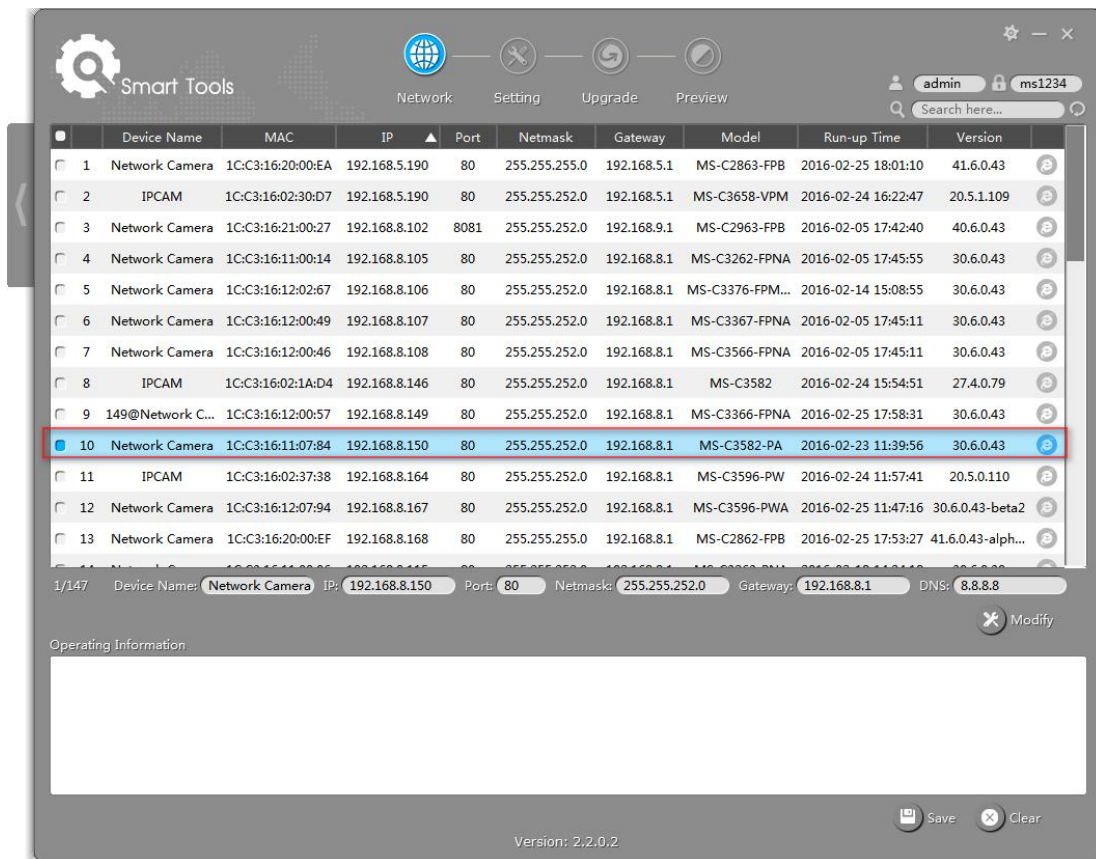 Smart Tools
Network Setting Upgrade Preview
admin ms1234
Search here...
Device Name MAC IP Port Netmask Gateway Model Run-up Time Version
1 Network Camera 1C:C3:16:20:00:EA 192.168.5.190 80 255.255.255.0 192.168.5.1 MS-C2863-FPB 2016-02-25 18:01:10 41.6.0.43
2 IPCAM 1C:C3:16:02:30:D7 192.168.5.190 80 255.255.255.0 192.168.5.1 MS-C3658-VPM 2016-02-24 16:22:47 20.5.1.109
3 Network Camera 1C:C3:16:21:00:27 192.168.8.102 8081 255.255.252.0 192.168.9.1 MS-C2963-FPB 2016-02-05 17:42:40 40.6.0.43
4 Network Camera 1C:C3:16:11:00:14 192.168.8.105 80 255.255.252.0 192.168.8.1 MS-C3262-FPNA 2016-02-05 17:45:55 30.6.0.43
5 Network Camera 1C:C3:16:12:02:67 192.168.8.106 80 255.255.252.0 192.168.8.1 MS-C3376-FPM... 2016-02-14 15:08:55 30.6.0.43
6 Network Camera 1C:C3:16:12:00:49 192.168.8.107 80 255.255.252.0 192.168.8.1 MS-C3367-FPNA 2016-02-05 17:45:11 30.6.0.43
7 Network Camera 1C:C3:16:12:00:46 192.168.8.108 80 255.255.252.0 192.168.8.1 MS-C3566-FPNA 2016-02-05 17:45:11 30.6.0.43
8 IPCAM 1C:C3:16:02:1A:D4 192.168.8.146 80 255.255.252.0 192.168.8.1 MS-C3582 2016-02-24 15:54:51 27.4.0.79
9 149@Network C... 1C:C3:16:12:00:57 192.168.8.149 80 255.255.252.0 192.168.8.1 MS-C3366-FPNA 2016-02-25 17:58:31 30.6.0.43
10 Network Camera 1C:C3:16:11:07:84 192.168.8.150 80 255.255.252.0 192.168.8.1 MS-C3582-PA 2016-02-23 11:39:56 30.6.0.43
11 IPCAM 1C:C3:16:02:37:38 192.168.8.164 80 255.255.252.0 192.168.8.1 MS-C3596-PW 2016-02-24 11:57:41 20.5.0.110
12 Network Camera 1C:C3:16:12:07:94 192.168.8.167 80 255.255.252.0 192.168.8.1 MS-C3596-PWA 2016-02-25 11:47:16 30.6.0.43-beta2
13 Network Camera 1C:C3:16:20:00:EF 192.168.8.168 80 255.255.252.0 192.168.8.1 MS-C2862-FPB 2016-02-25 17:53:27 41.6.0.43-alph...
1/147 Device Name: Network Camera IP: 192.168.8.150 Port: 80 Netmask: 255.255.252.0 Gateway: 192.168.8.1 DNS: 8.8.8.8
Modify
Operating Information
Save Clear
Version: 2.2.0.2